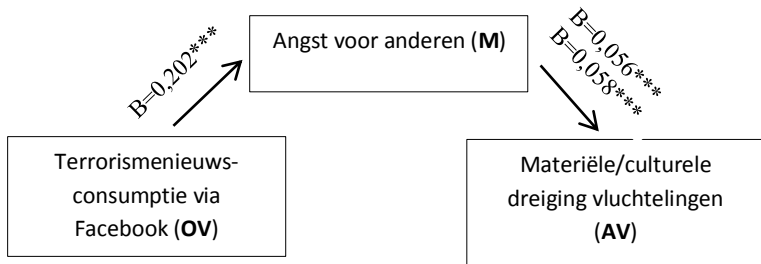 Angst voor anderen (M)
B=0,202***
B=0,056***
B=0,058***
Terrorismenieuws-
consumptie via
Facebook (OV)
Materiële/culturele
dreiging vluchtelingen
(AV)